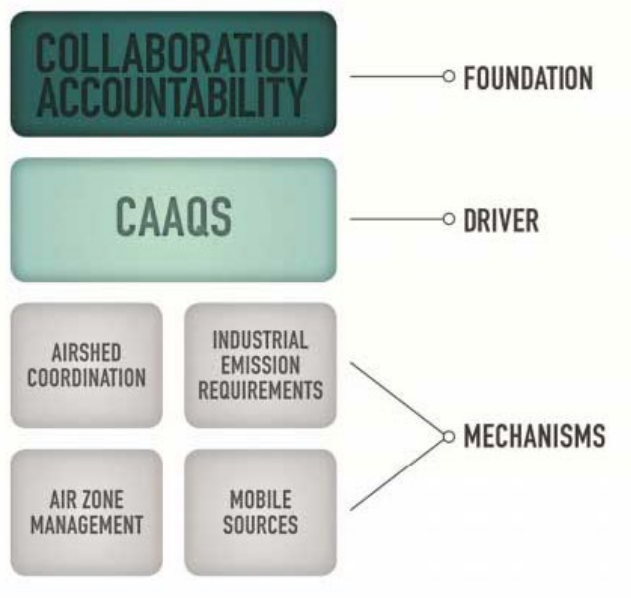 COLLABORATION
ACCOUNTABILITY
FOUNDATION
CAAQS
DRIVER
AIRSHED
COORDINATION
INDUSTRIAL
EMISSION
REQUIREMENTS
MECHANISMS
AIR ZONE
MANAGEMENT
MOBILE
SOURCES